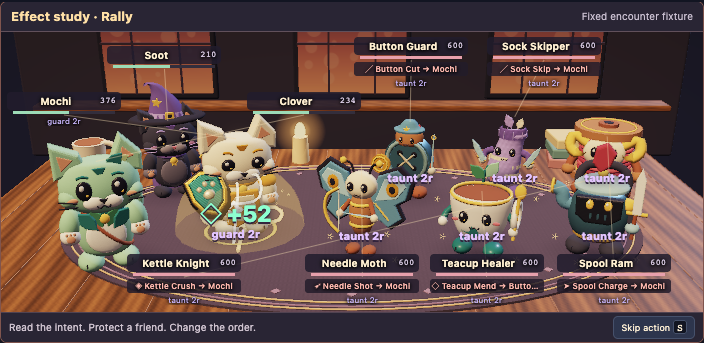 Effect study · Rally
Fixed encounter fixture
Soot 210
Button Guard 600
Button Cut → Mochi
taunt 2r
Sock Skipper 600
Sock Skip → Mochi
taunt 2r
Mochi 376
guard 2r
Clover 234
taunt 2r
taunt 2r
taunt 2r
+52
guard 2r
taunt 2r
taunt 2r
taunt 2r
Kettle Knight 600
Kettle Crush → Mochi
taunt 2r
Needle Moth 600
Needle Shot → Mochi
taunt 2r
Teacup Healer 600
Teacup Mend → Butto...
taunt 2r
Spool Ram 600
Spool Charge → Mochi
taunt 2r
Read the intent. Protect a friend. Change the order.
Skip action S